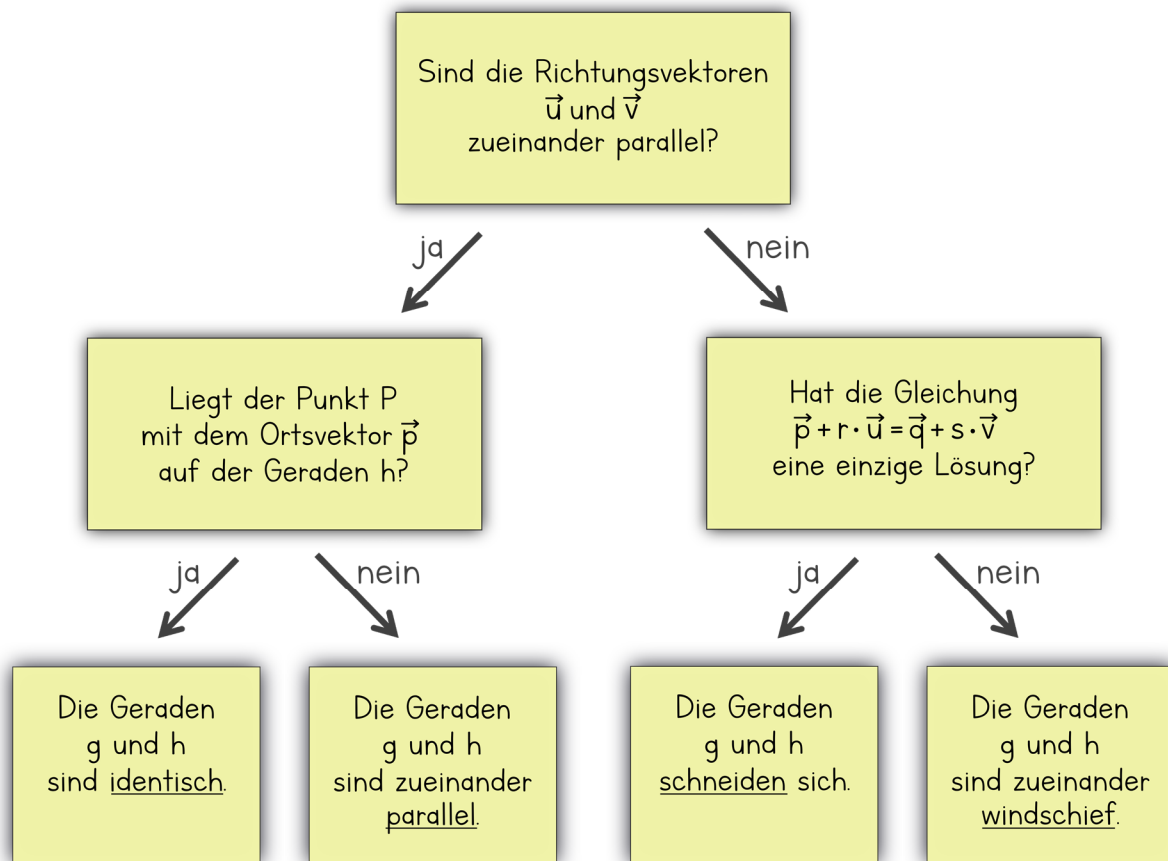 Sind die Richtungsvektoren
u⃗ und v⃗
zueinander parallel?
ja
nein
Liegt der Punkt P
mit dem Ortsvektor p⃗
auf der Geraden h?
Hat die Gleichung
p⃗ + r · u⃗ = q⃗ + s · v⃗
eine einzige Lösung?
ja
nein
ja
nein
Die Geraden
g und h
sind identisch.
Die Geraden
g und h
sind zueinander
parallel.
Die Geraden
g und h
schneiden sich.
Die Geraden
g und h
sind zueinander
windschief.